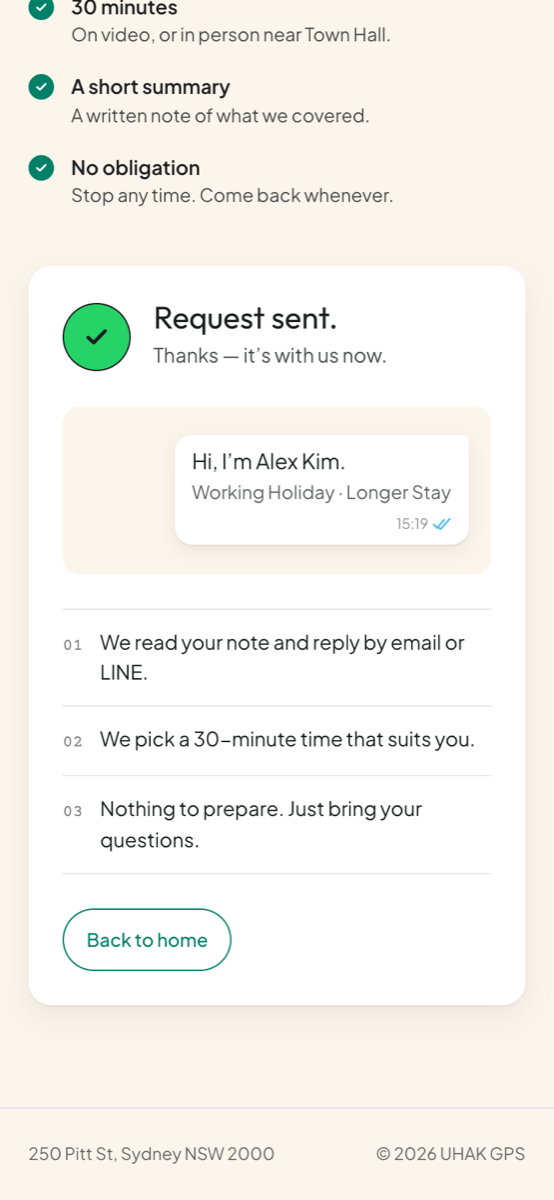 30 minutes
On video, or in person near Town Hall.
A short summary
A written note of what we covered.
No obligation
Stop any time. Come back whenever.
Request sent.
Thanks — it’s with us now.
Hi, I’m Alex Kim.
Working Holiday · Longer Stay
15:19
01 We read your note and reply by email or
LINE.
02 We pick a 30–minute time that suits you.
03 Nothing to prepare. Just bring your
questions.
Back to home
250 Pitt St, Sydney NSW 2000
© 2026 UHAK GPS